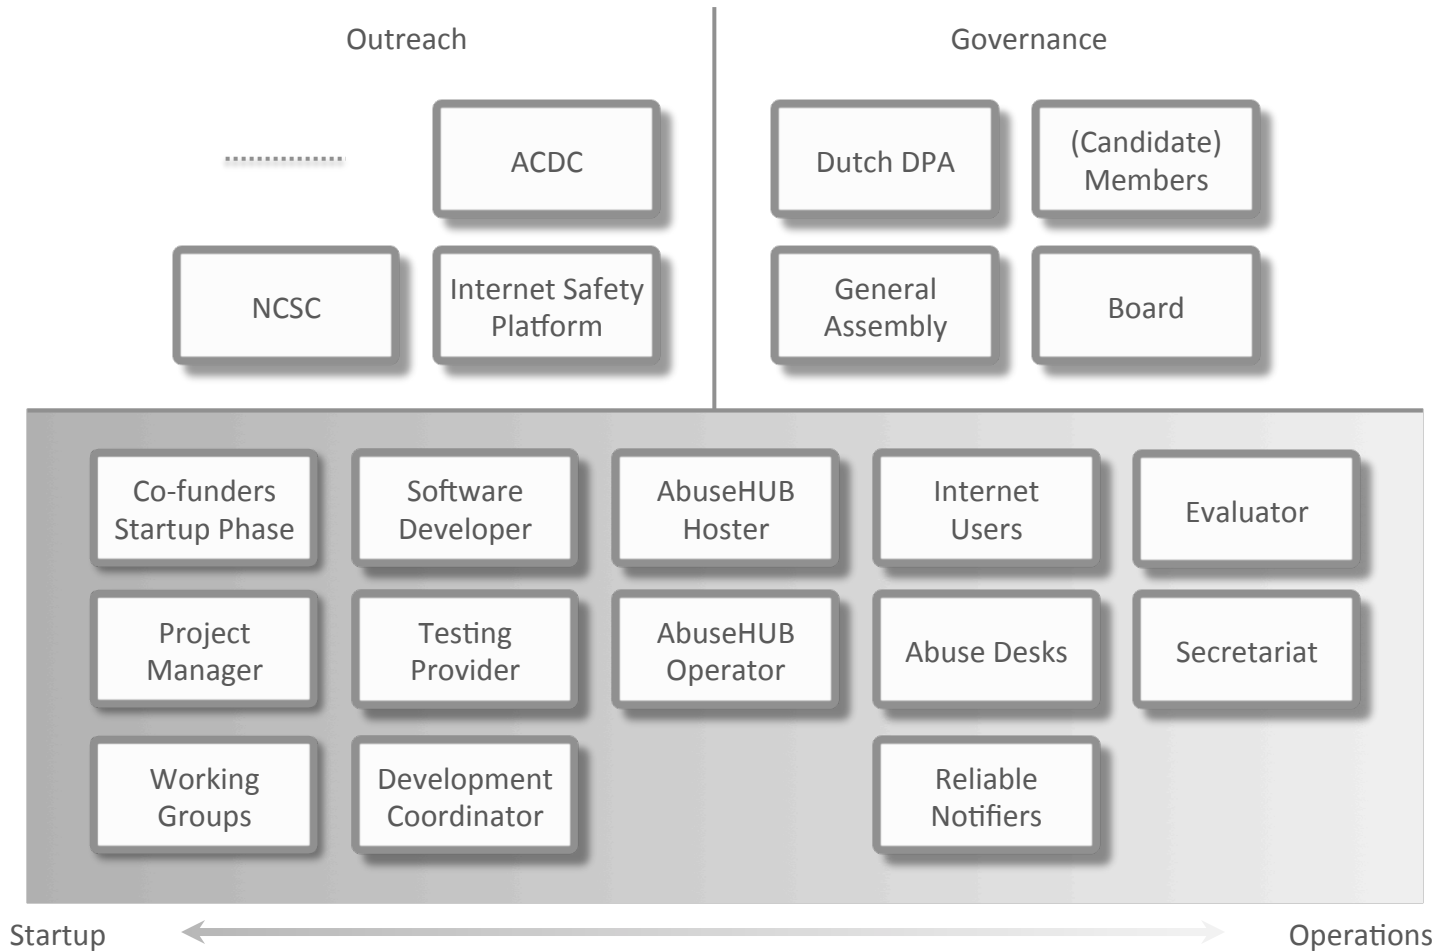 Outreach
Governance
ACDC
Dutch DPA
(Candidate)
Members
NCSC
Internet Safety
Platform
General
Assembly
Board
Co-funders
Startup Phase
Software
Developer
AbuseHUB
Hoster
Internet
Users
Evaluator
Project
Manager
Testing
Provider
AbuseHUB
Operator
Abuse Desks
Secretariat
Working
Groups
Development
Coordinator
Reliable
Notifiers
Startup
Operations